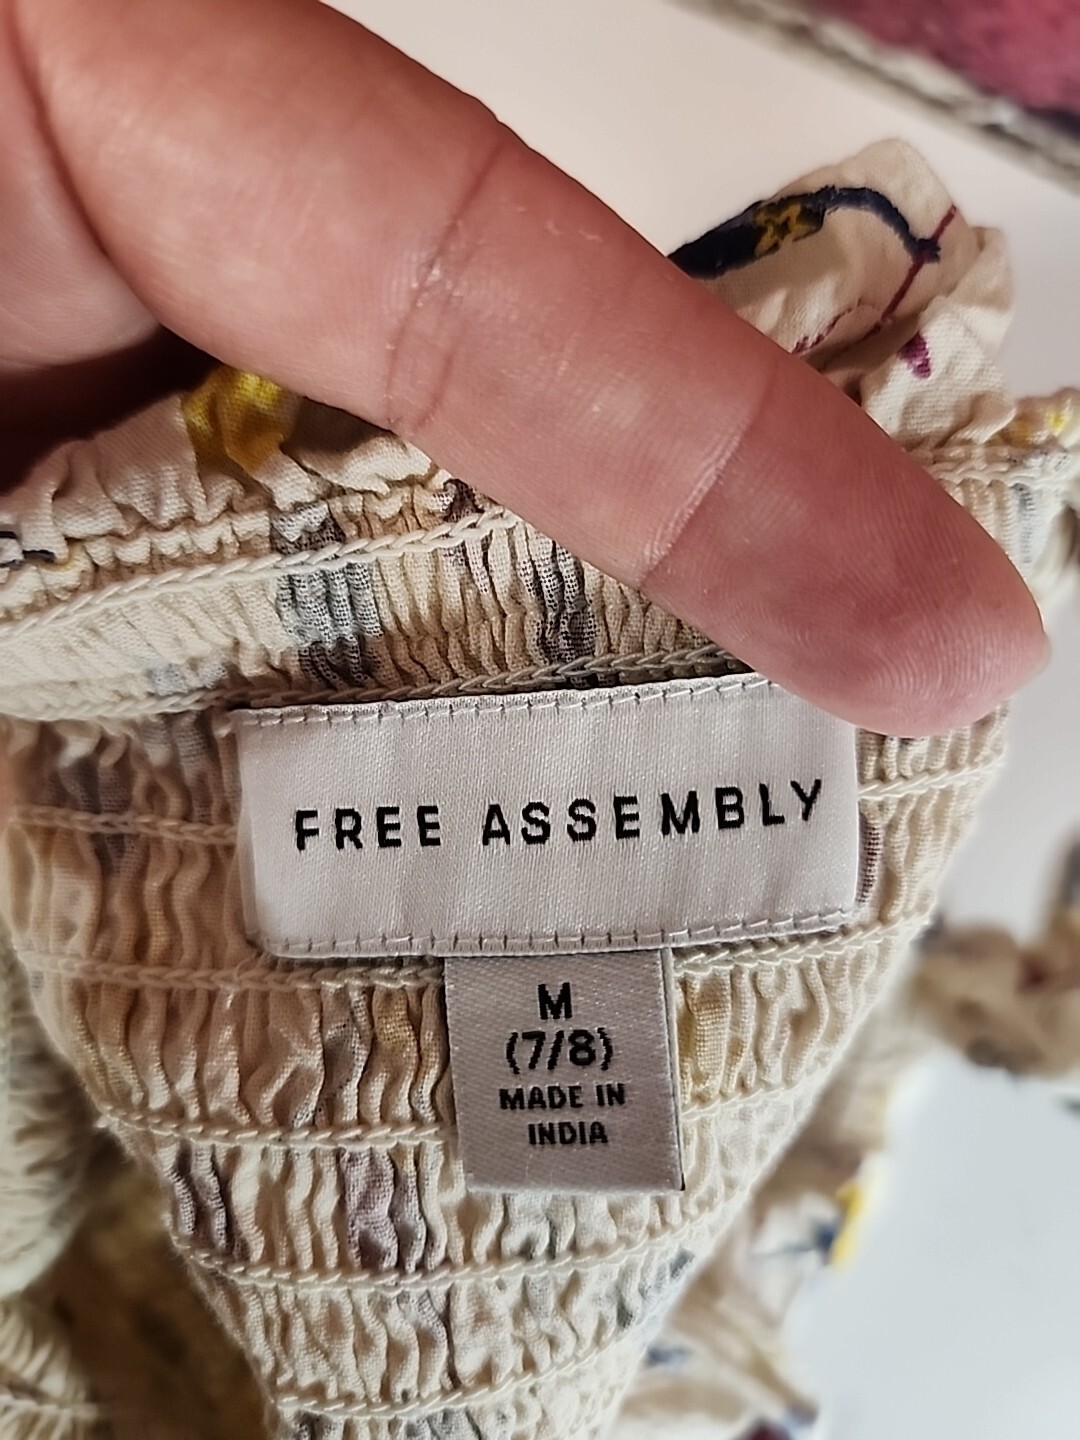 FREE ASSEMBLY
M
(7/8)
MADE IN
INDIA